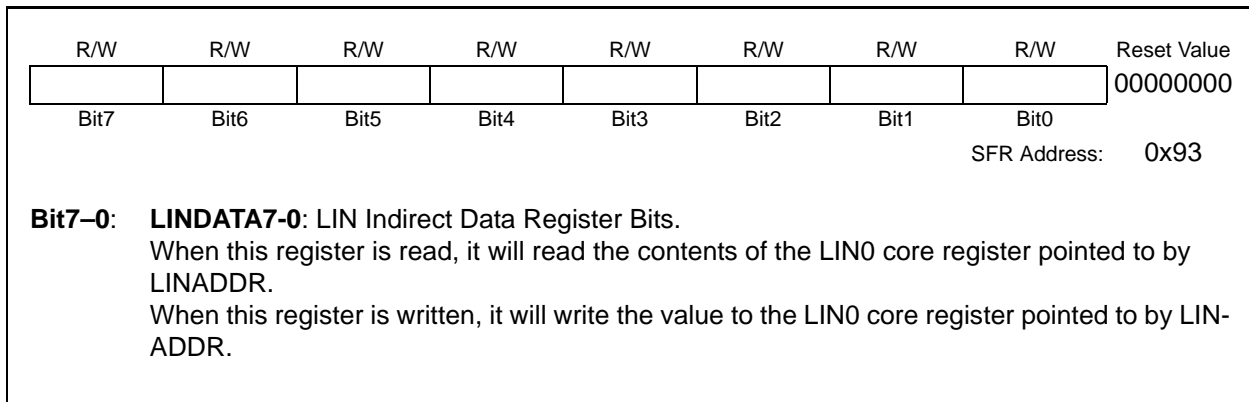 R/W R/W R/W R/W R/W R/W R/W R/W Reset Value
00000000
Bit7 Bit6 Bit5 Bit4 Bit3 Bit2 Bit1 Bit0
SFR Address: 0x93
Bit7–0: LINDATA7-0: LIN Indirect Data Register Bits.
When this register is read, it will read the contents of the LIN0 core register pointed to by
LINADDR.
When this register is written, it will write the value to the LIN0 core register pointed to by LIN-
ADDR.